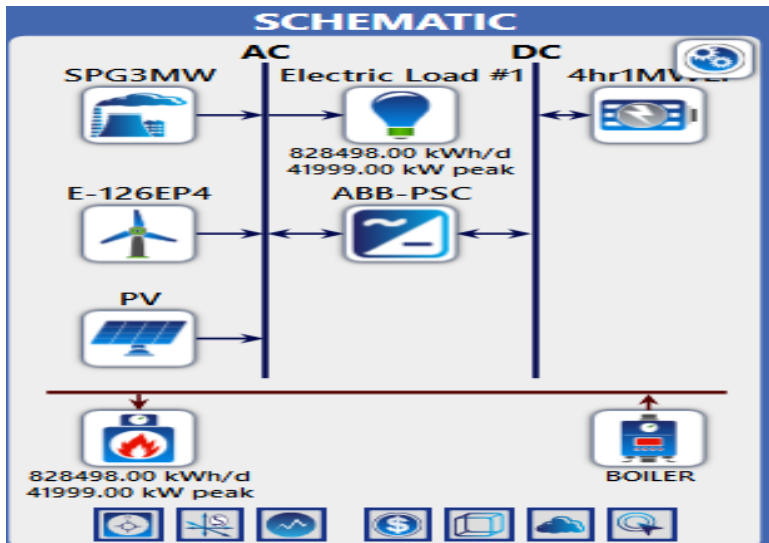 SCHEMATIC
AC
DC
SPG3MW
Electric Load #1
828498.00 kWh/d
41999.00 kW peak
E-126EP4
ABB-PSC
PV
828498.00 kWh/d
41999.00 kW peak
BOILER